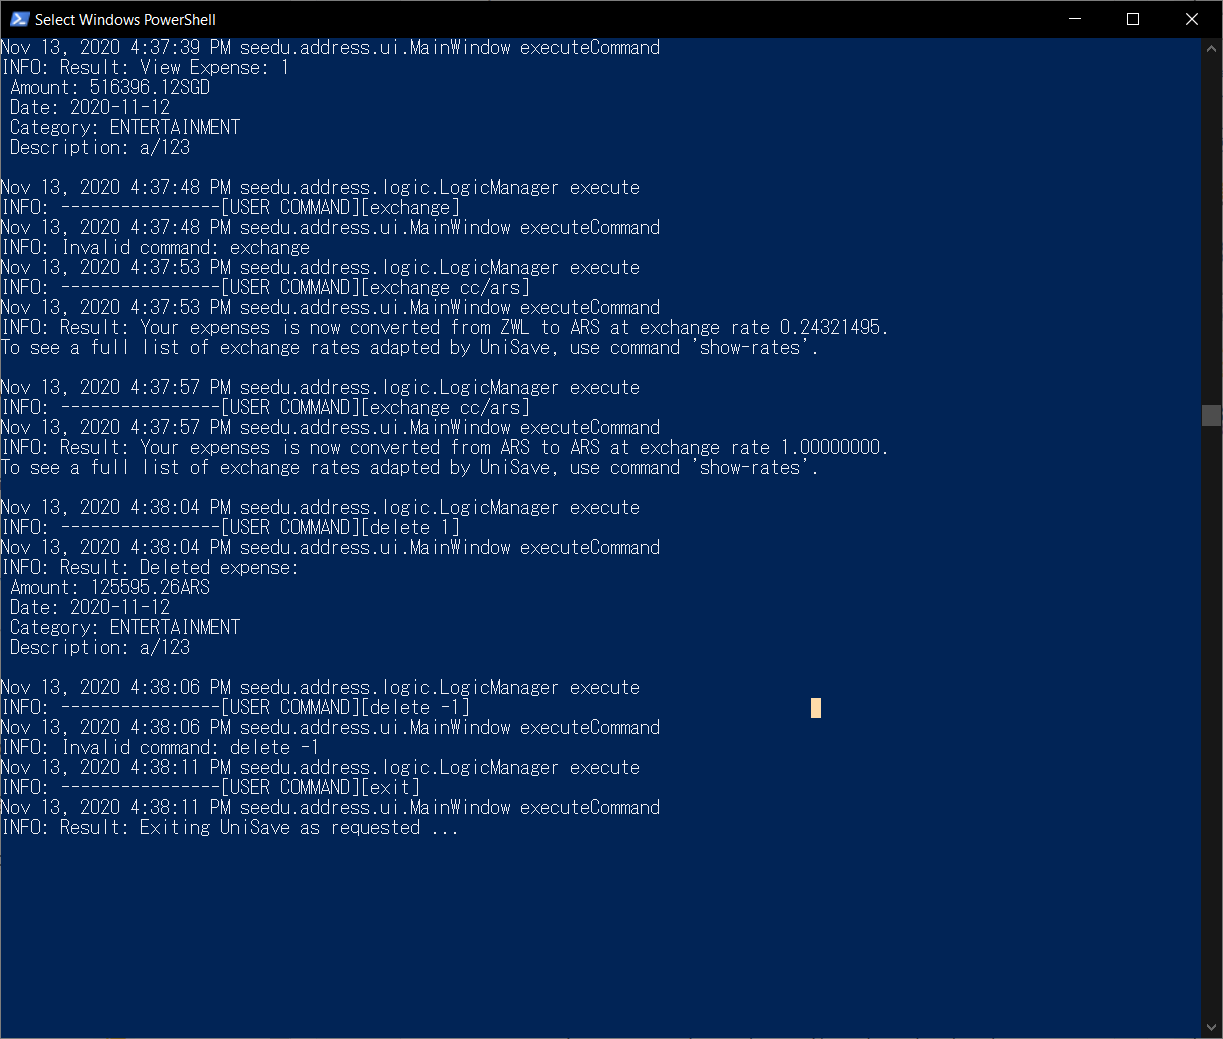 Select Windows PowerShell
Nov 13, 2020 4:37:39 PM seedu.address.ui.MainWindow executeCommand
INFO: Result: View Expense: 1
Amount: 516396.12SGD
Date: 2020-11-12
Category: ENTERTAINMENT
Description: a/123
Nov 13, 2020 4:37:48 PM seedu.address.logic.LogicManager execute
INFO: ----------------[USER COMMAND][exchange]
Nov 13, 2020 4:37:48 PM seedu.address.ui.MainWindow executeCommand
INFO: Invalid command: exchange
Nov 13, 2020 4:37:53 PM seedu.address.logic.LogicManager execute
INFO: ----------------[USER COMMAND][exchange cc/ars]
Nov 13, 2020 4:37:53 PM seedu.address.ui.MainWindow executeCommand
INFO: Result: Your expenses is now converted from ZWL to ARS at exchange rate 0.24321495.
To see a full list of exchange rates adapted by UniSave, use command 'show-rates'.
Nov 13, 2020 4:37:57 PM seedu.address.logic.LogicManager execute
INFO: ----------------[USER COMMAND][exchange cc/ars]
Nov 13, 2020 4:37:57 PM seedu.address.ui.MainWindow executeCommand
INFO: Result: Your expenses is now converted from ARS to ARS at exchange rate 1.00000000.
To see a full list of exchange rates adapted by UniSave, use command 'show-rates'.
Nov 13, 2020 4:38:04 PM seedu.address.logic.LogicManager execute
INFO: ----------------[USER COMMAND][delete 1]
Nov 13, 2020 4:38:04 PM seedu.address.ui.MainWindow executeCommand
INFO: Result: Deleted expense:
Amount: 125595.26ARS
Date: 2020-11-12
Category: ENTERTAINMENT
Description: a/123
Nov 13, 2020 4:38:06 PM seedu.address.logic.LogicManager execute
INFO: ----------------[USER COMMAND][delete -1]
Nov 13, 2020 4:38:06 PM seedu.address.ui.MainWindow executeCommand
INFO: Invalid command: delete -1
Nov 13, 2020 4:38:11 PM seedu.address.logic.LogicManager execute
INFO: ----------------[USER COMMAND][exit]
Nov 13, 2020 4:38:11 PM seedu.address.ui.MainWindow executeCommand
INFO: Result: Exiting UniSave as requested ...